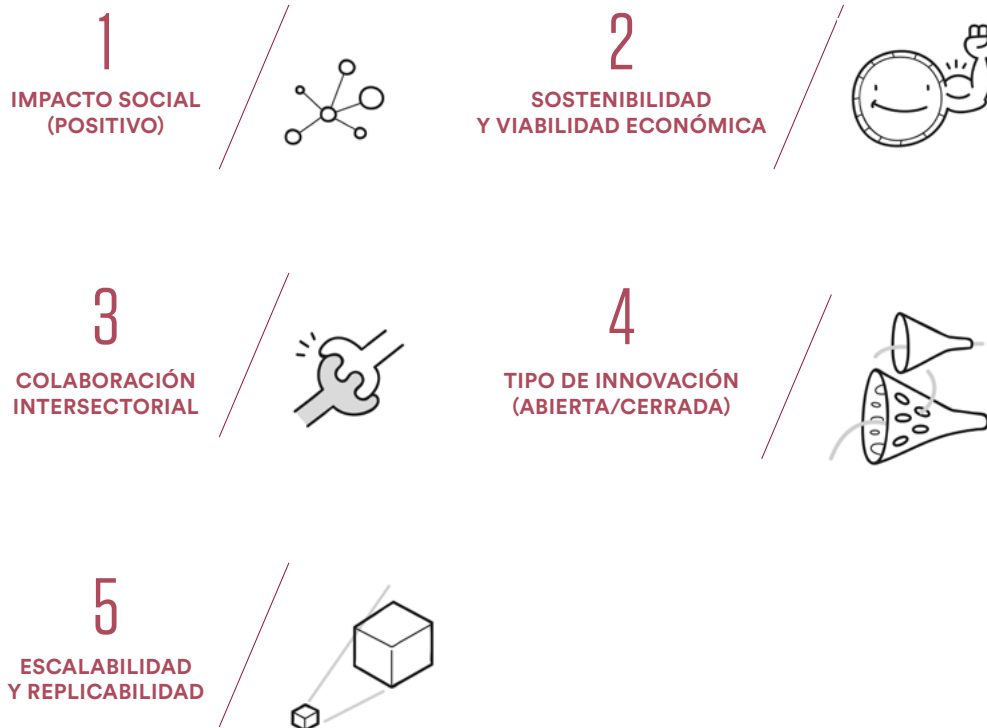 1
IMPACTO SOCIAL
(POSITIVO)
2
SOSTENIBILIDAD
Y VIABILIDAD ECONÓMICA
3
COLABORACIÓN
INTERSECTORIAL
4
TIPO DE INNOVACIÓN
(ABIERTA/CERRADA)
5
ESCALABILIDAD
Y REPLICABILIDAD